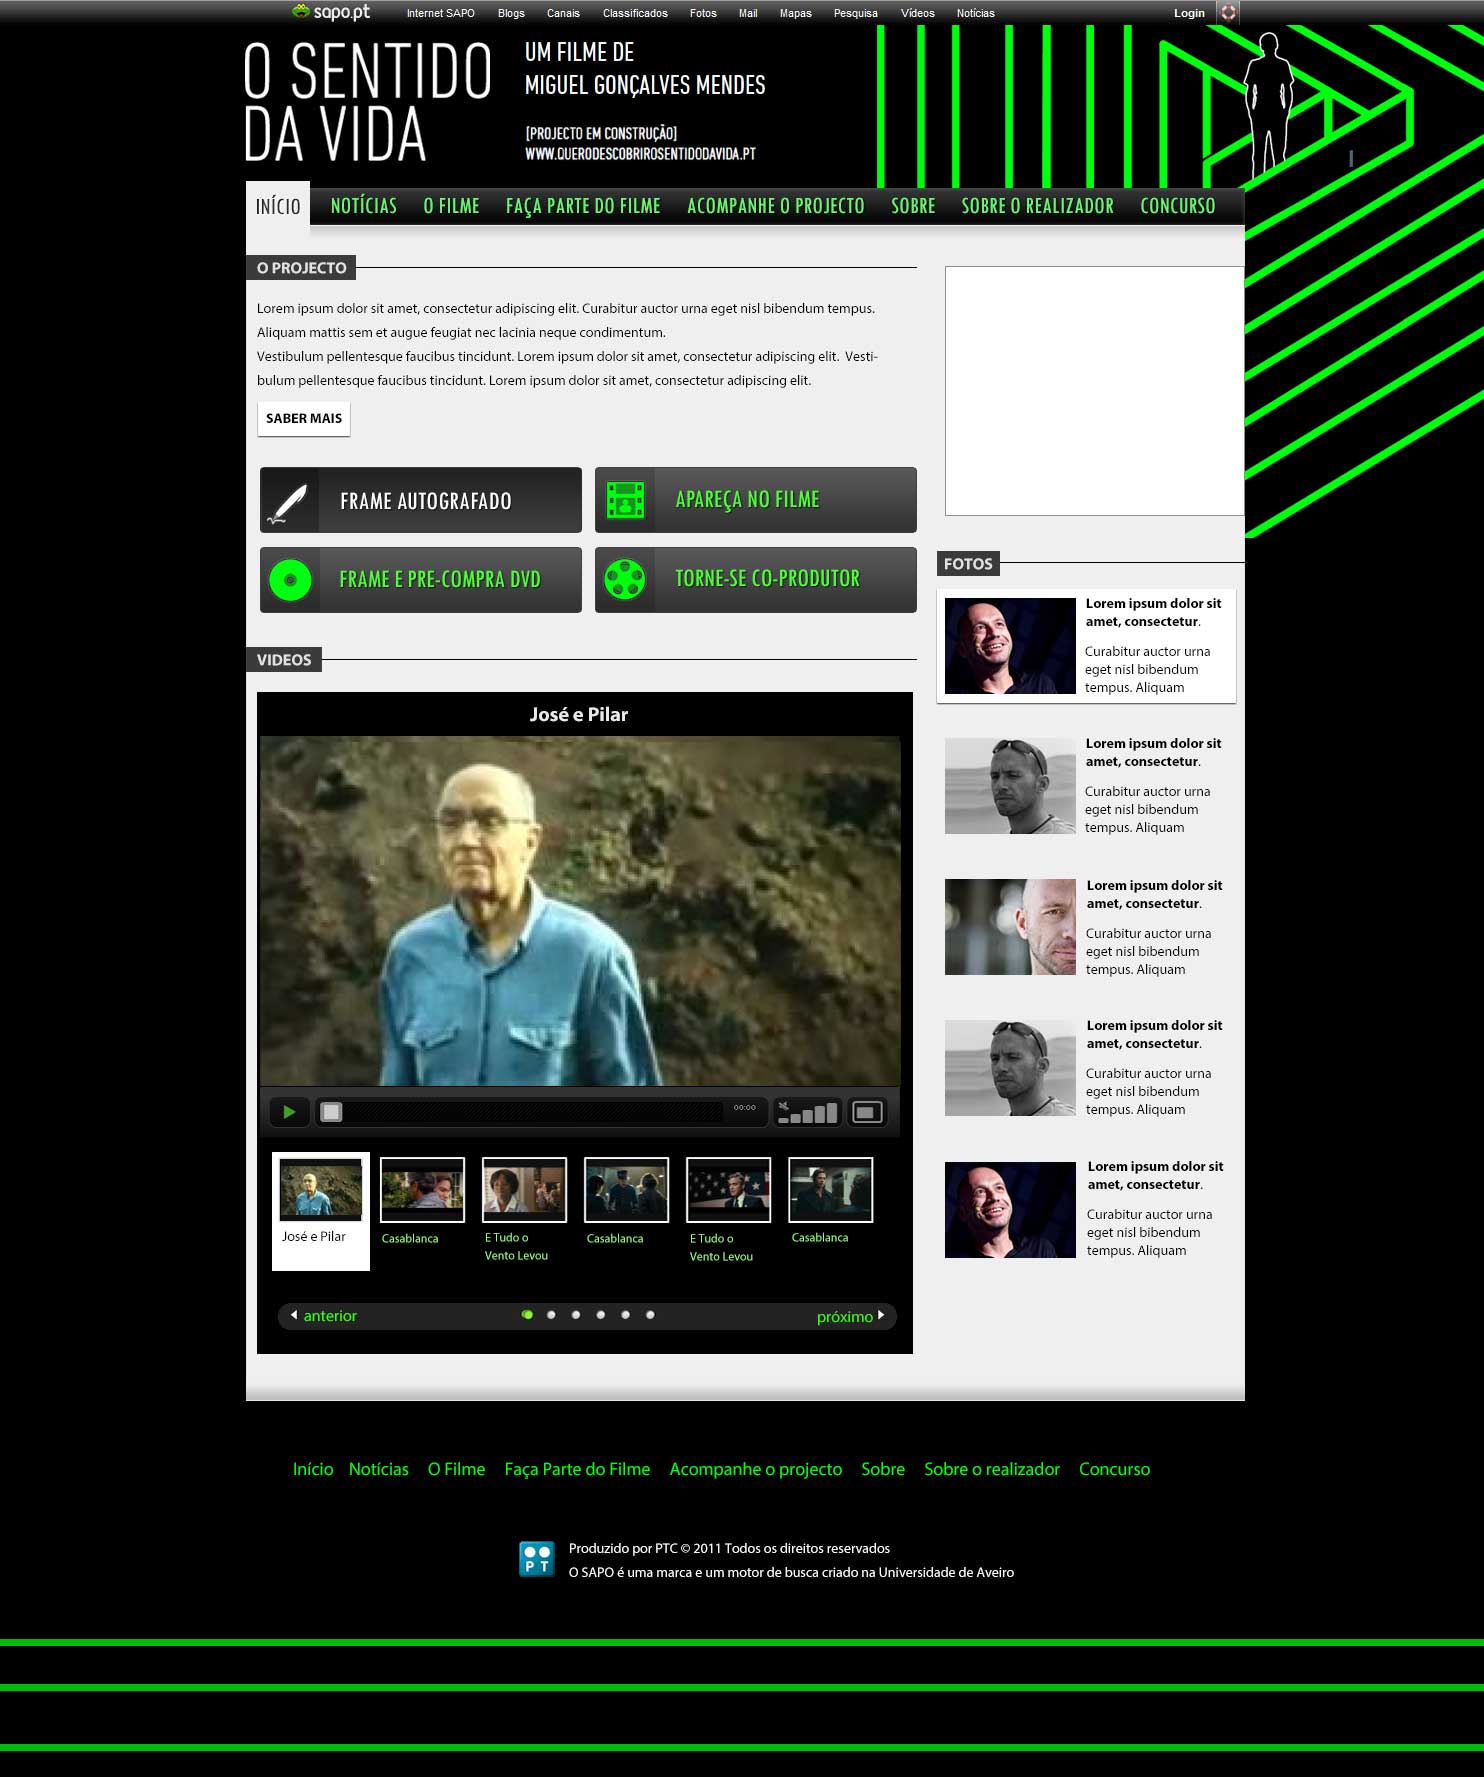 sapo.pt
Internet SAPO Blogs Canais Classificados Fotos Mail Mapas Pesquisa Vídeos Notícias Login
O SENTIDO
DA VIDA
UM FILME DE
MIGUEL GONÇALVES MENDES
[PROJECTO EM CONSTRUÇÃO]
WWW.QUERODESCOBRIROSENTIDODAVIDA.PT
INÍCIO NOTÍCIAS O FILME FAÇA PARTE DO FILME ACOMPANHE O PROJECTO SOBRE SOBRE O REALIZADOR CONCURSO
O PROJECTO
Lorem ipsum dolor sit amet, consectetur adipiscing elit. Curabitur auctor urna eget nisl bibendum tempus.
Aliquam mattis sem et augue feugiat nec lacinia neque condimentum.
Vestibulum pellentesque faucibus tincidunt. Lorem ipsum dolor sit amet, consectetur adipiscing elit. Vesti-
bulum pellentesque faucibus tincidunt. Lorem ipsum dolor sit amet, consectetur adipiscing elit.
SABER MAIS
FRAME AUTOGRAFADO
APAREÇA NO FILME
FRAME E PRE-COMPRA DVD
TORNE-SE CO-PRODUTOR
VIDEOS
José e Pilar
00:00
José e Pilar
Casablanca
E Tudo o
Vento Levou
Casablanca
E Tudo o
Vento Levou
Casablanca
anterior
próximo
FOTOS
Lorem ipsum dolor sit
amet, consectetur.
Curabitur auctor urna
eget nisl bibendum
tempus. Aliquam
Lorem ipsum dolor sit
amet, consectetur.
Curabitur auctor urna
eget nisl bibendum
tempus. Aliquam
Lorem ipsum dolor sit
amet, consectetur.
Curabitur auctor urna
eget nisl bibendum
tempus. Aliquam
Lorem ipsum dolor sit
amet, consectetur.
Curabitur auctor urna
eget nisl bibendum
tempus. Aliquam
Lorem ipsum dolor sit
amet, consectetur.
Curabitur auctor urna
eget nisl bibendum
tempus. Aliquam
Início Notícias O Filme Faça Parte do Filme Acompanhe o projecto Sobre Sobre o realizador Concurso
PT
Produzido por PTC © 2011 Todos os direitos reservados
O SAPO é uma marca e um motor de busca criado na Universidade de Aveiro